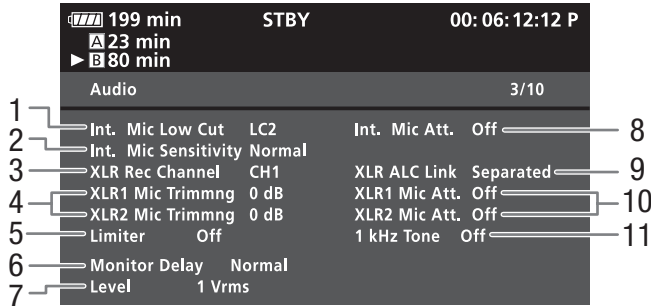 199 min STBY 00: 06: 12: 12 P
A 23 min
B 80 min
Audio 3/10
1 Int. Mic Low Cut LC2 Int. Mic Att. Off 8
2 Int. Mic Sensitivity Normal
3 XLR Rec Channel CH1 XLR ALC Link Separated 9
4 XLR1 Mic Trimmng 0 dB XLR1 Mic Att. Off 10
XLR2 Mic Trimmng 0 dB XLR2 Mic Att. Off
5 Limiter Off 1 kHz Tone Off 11
6 Monitor Delay Normal
7 Level 1 Vrms